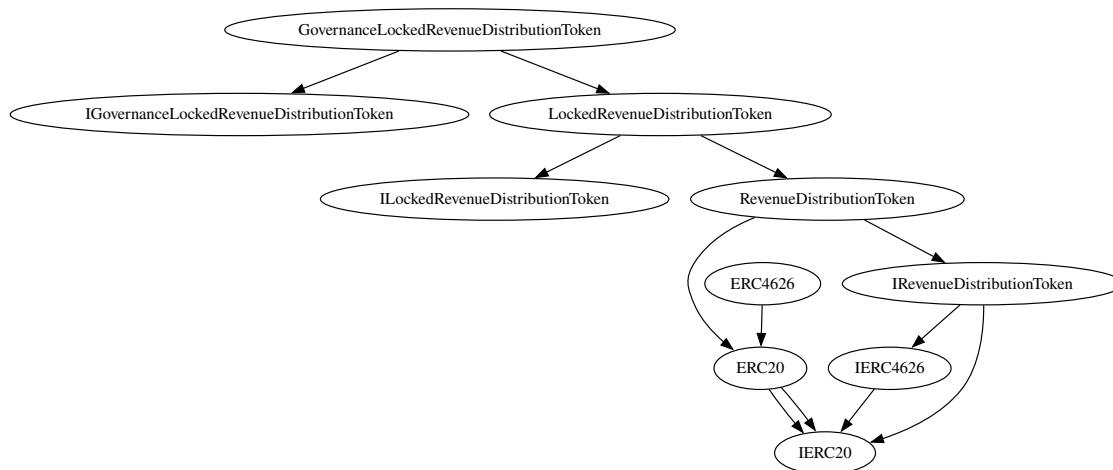 GovernanceLockedRevenueDistributionToken
IGovernanceLockedRevenueDistributionToken
LockedRevenueDistributionToken
ILockedRevenueDistributionToken
RevenueDistributionToken
ERC4626
IRevenueDistributionToken
ERC20
IERC4626
IERC20